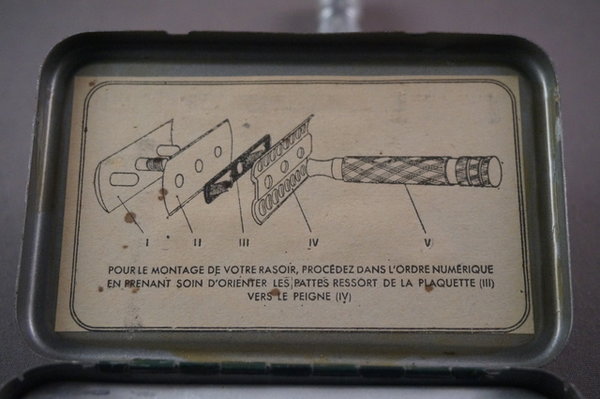 I II III IV V
POUR LE MONTAGE DE VOTRE RASOIR, PROCÉDEZ DANS L'ORDRE NUMÉRIQUE
EN PRENANT SOIN D'ORIENTER LES PATTES RESSORT DE LA PLAQUETTE (III)
VERS LE PEIGNE (IV)